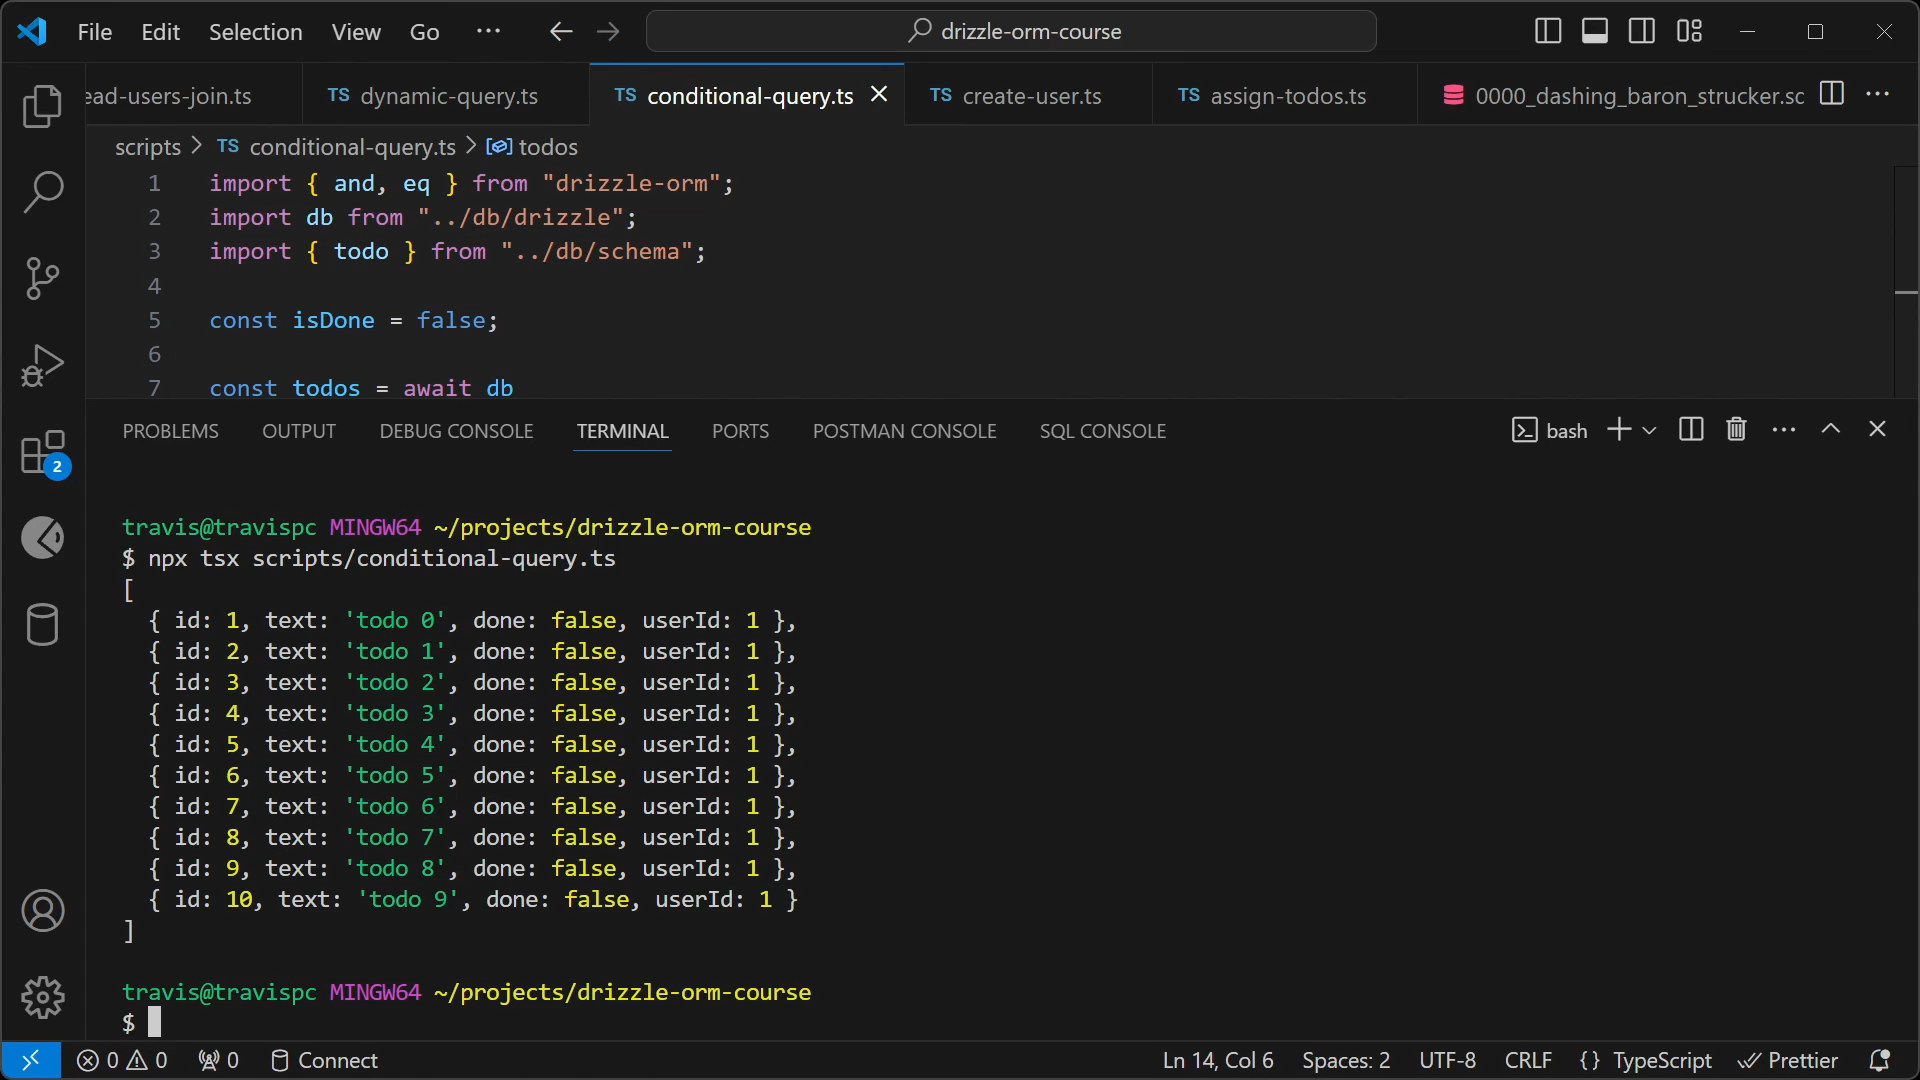 File Edit Selection View Go ··· drizzle-orm-course
ead-users-join.ts TS dynamic-query.ts TS conditional-query.ts TS create-user.ts TS assign-todos.ts 0000_dashing_baron_strucker.sc ···
scripts > TS conditional-query.ts > todos
1 import { and, eq } from "drizzle-orm";
2 import db from "../db/drizzle";
3 import { todo } from "../db/schema";
4
5 const isDone = false;
6
7 const todos = await db
PROBLEMS OUTPUT DEBUG CONSOLE TERMINAL PORTS POSTMAN CONSOLE SQL CONSOLE bash ···
2
travis@travispc MINGW64 ~/projects/drizzle-orm-course
$ npx tsx scripts/conditional-query.ts
[
{ id: 1, text: 'todo 0', done: false, userId: 1 },
{ id: 2, text: 'todo 1', done: false, userId: 1 },
{ id: 3, text: 'todo 2', done: false, userId: 1 },
{ id: 4, text: 'todo 3', done: false, userId: 1 },
{ id: 5, text: 'todo 4', done: false, userId: 1 },
{ id: 6, text: 'todo 5', done: false, userId: 1 },
{ id: 7, text: 'todo 6', done: false, userId: 1 },
{ id: 8, text: 'todo 7', done: false, userId: 1 },
{ id: 9, text: 'todo 8', done: false, userId: 1 },
{ id: 10, text: 'todo 9', done: false, userId: 1 }
]
travis@travispc MINGW64 ~/projects/drizzle-orm-course
$
0 0 0 Connect Ln 14, Col 6 Spaces: 2 UTF-8 CRLF {} TypeScript Prettier